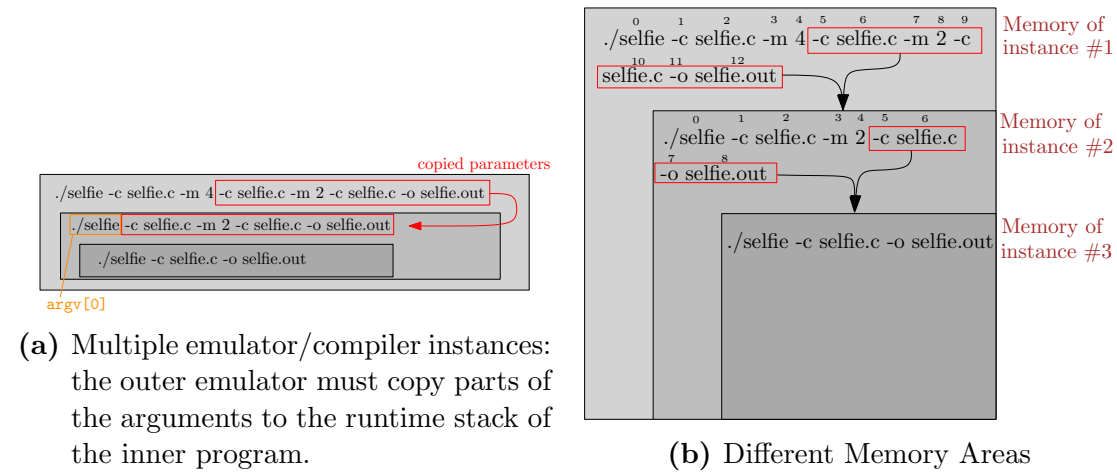 copied parameters
./selfie -c selfie.c -m 4 -c selfie.c -m 2 -c selfie.c -o selfie.out
./selfie -c selfie.c -m 2 -c selfie.c -o selfie.out
./selfie -c selfie.c -o selfie.out
argv[0]
(a) Multiple emulator/compiler instances:
the outer emulator must copy parts of
the arguments to the runtime stack of
the inner program.
0 1 2 3 4 5 6 7 8 9
./selfie -c selfie.c -m 4 -c selfie.c -m 2 -c
10 11 12
selfie.c -o selfie.out
Memory of
instance #1
0 1 2 3 4 5 6
./selfie -c selfie.c -m 2 -c selfie.c
7 8
-o selfie.out
Memory of
instance #2
./selfie -c selfie.c -o selfie.out
Memory of
instance #3
(b) Different Memory Areas